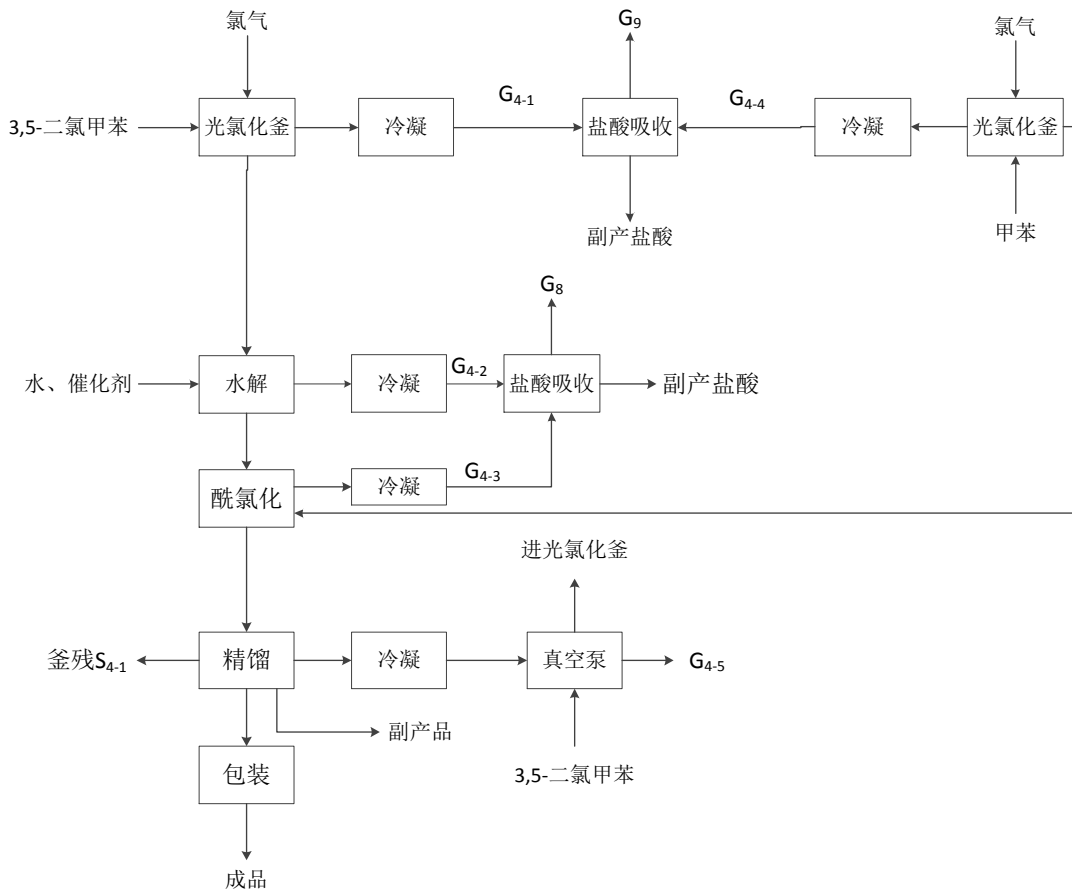 氯气
G9
氯气
G4-1
G4-4
3,5-二氯甲苯
光氯化釜
冷凝
盐酸吸收
冷凝
光氯化釜
副产盐酸
甲苯
G8
水、催化剂
水解
冷凝
G4-2
盐酸吸收
副产盐酸
酰氯化
冷凝
G4-3
进光氯化釜
釜残S4-1
精馏
冷凝
真空泵
G4-5
副产品
包装
3,5-二氯甲苯
成品